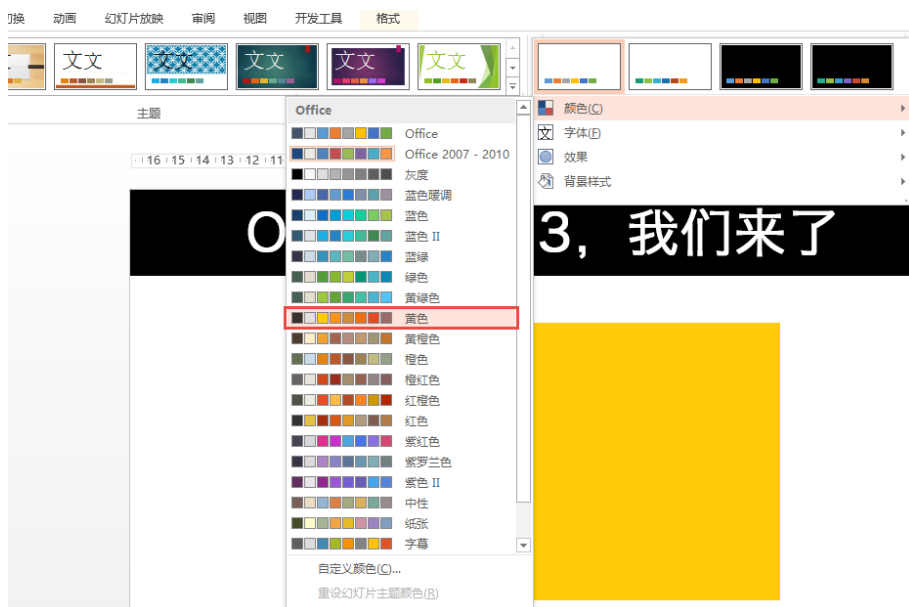 切换 动画 幻灯片放映 审阅 视图 开发工具 格式
文文 文文 文文 文文 文文
主题
Office
Office
Office 2007 - 2010
灰度
蓝色暖调
蓝色
蓝色 II
蓝绿
绿色
黄绿色
黄色
黄橙色
橙色
橙红色
红橙色
红色
紫红色
紫罗兰色
紫色 II
中性
纸张
字幕
自定义颜色(C)...
重设幻灯片主题颜色(R)
颜色(C)
文 字体(F)
效果
背景样式
16 15 14 13 12 11
O
3，我们来了